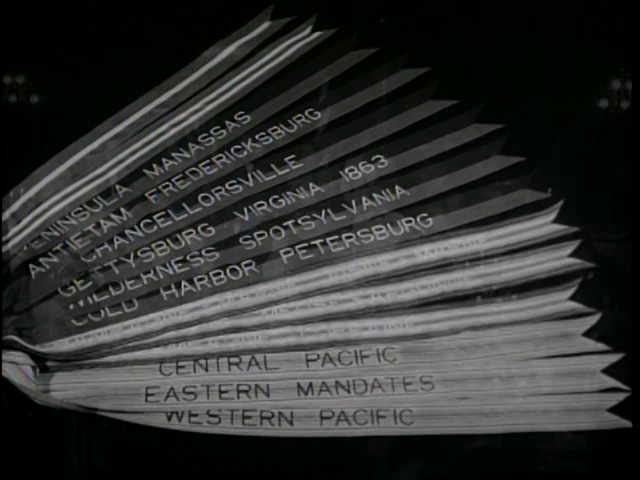 PENINSULA MANASSAS
ANTIETAM FREDERICKSBURG
CHANCELLORSVILLE
GETTYSBURG VIRGINIA 1863
WILDERNESS SPOTSYLVANIA
COLD HARBOR PETERSBURG
CENTRAL PACIFIC
EASTERN MANDATES
WESTERN PACIFIC